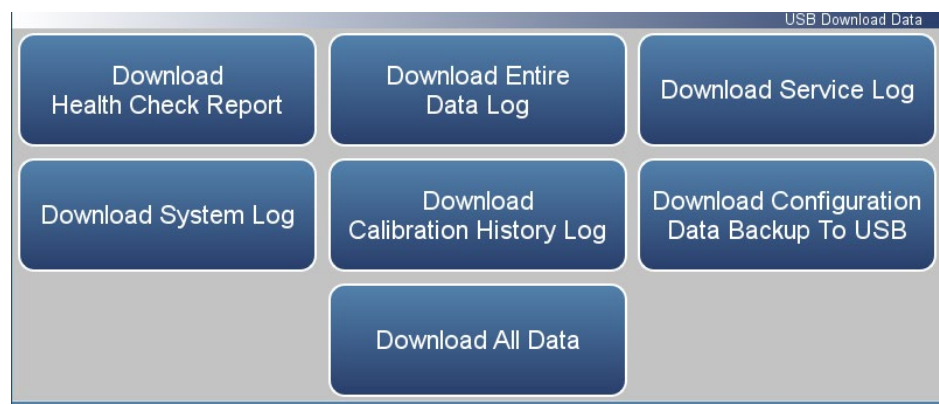 USB Download Data
Download
Health Check Report
Download Entire
Data Log
Download Service Log
Download System Log
Download
Calibration History Log
Download Configuration
Data Backup To USB
Download All Data